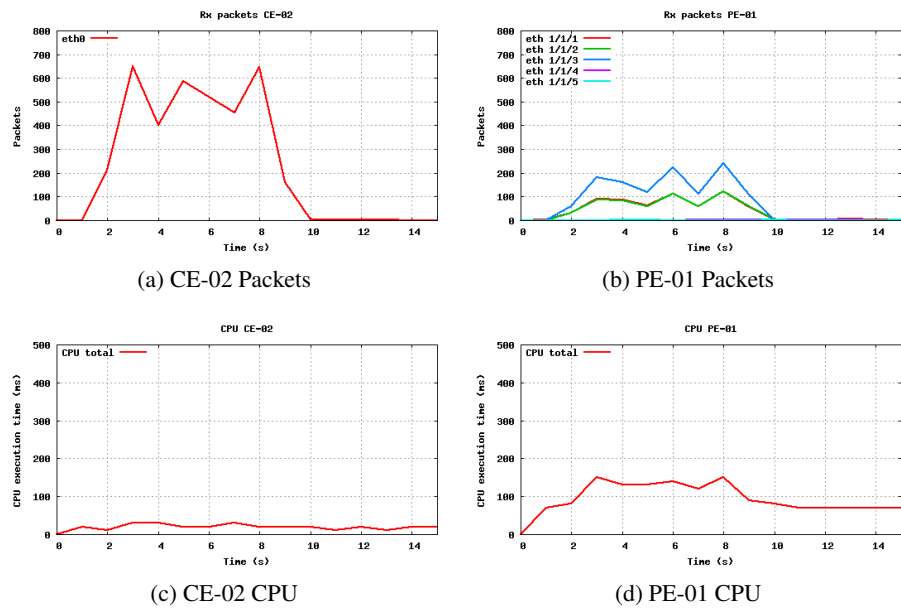 Rx packets CE-02
eth0
Packets
800
700
600
500
400
300
200
100
0
0 2 4 6 8 10 12 14
Time (s)
(a) CE-02 Packets
Rx packets PE-01
eth 1/1/1
eth 1/1/2
eth 1/1/3
eth 1/1/4
eth 1/1/5
Packets
800
700
600
500
400
300
200
100
0
0 2 4 6 8 10 12 14
Time (s)
(b) PE-01 Packets
CPU CE-02
CPU total
CPU execution time (ms)
500
400
300
200
100
0
0 2 4 6 8 10 12 14
Time (s)
(c) CE-02 CPU
CPU PE-01
CPU total
CPU execution time (ms)
500
400
300
200
100
0
0 2 4 6 8 10 12 14
Time (s)
(d) PE-01 CPU